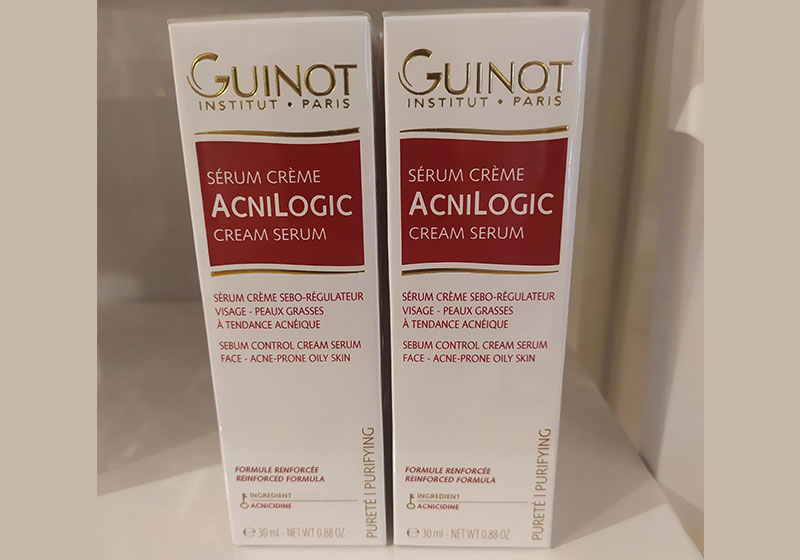 GUINOT
INSTITUT • PARIS
SÉRUM CRÈME
ACNILOGIC
CREAM SERUM
SÉRUM CRÈME SEBO-RÉGULATEUR
VISAGE - PEAUX GRASSES
À TENDANCE ACNÉIQUE
SEBUM CONTROL CREAM SERUM
FACE - ACNE-PRONE OILY SKIN
FORMULE RENFORCÉE
REINFORCED FORMULA
INGREDIENT
ACNICIDINE
℮ 30 ml - NET WT 0.88 OZ
PURETÉ | PURIFYING
GUINOT
INSTITUT • PARIS
SÉRUM CRÈME
ACNILOGIC
CREAM SERUM
SÉRUM CRÈME SEBO-RÉGULATEUR
VISAGE - PEAUX GRASSES
À TENDANCE ACNÉIQUE
SEBUM CONTROL CREAM SERUM
FACE - ACNE-PRONE OILY SKIN
FORMULE RENFORCÉE
REINFORCED FORMULA
INGREDIENT
ACNICIDINE
℮ 30 ml - NET WT 0.88 OZ
PURETÉ | PURIFYING